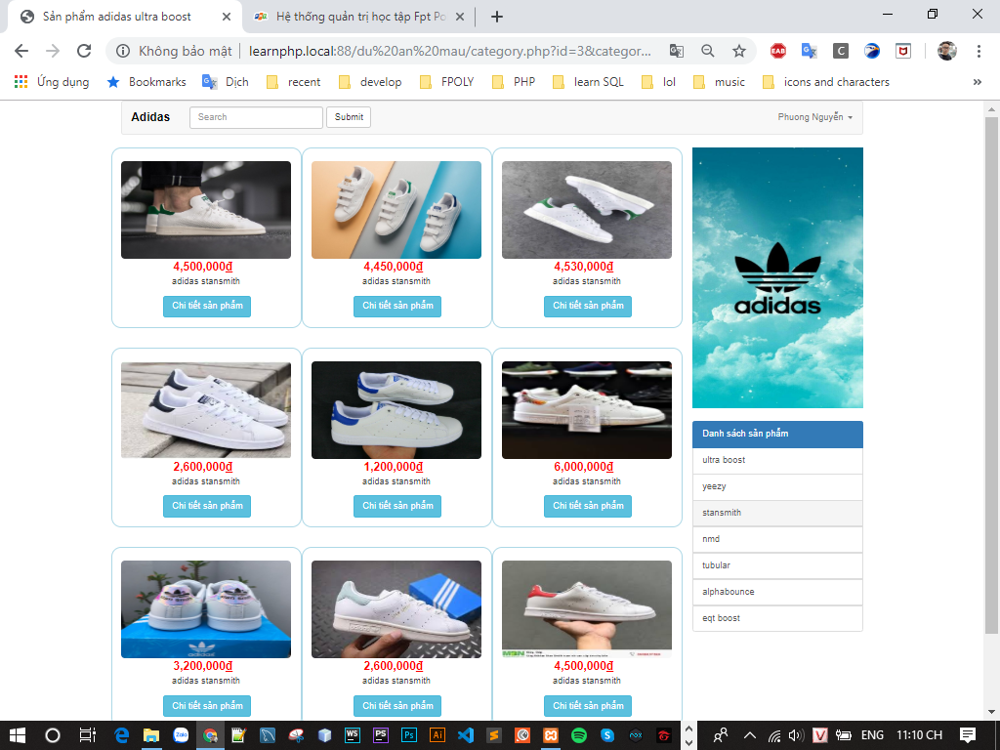 Sản phẩm adidas ultra boost
Hệ thống quản trị học tập Fpt Po
Không bảo mật
learnphp.local:88/du%20an%20mau/category.php?id=3&categor...
Ứng dụng
Bookmarks
Dịch
recent
develop
FPOLY
PHP
learn SQL
lol
music
icons and characters
Adidas
Search
Submit
Phuong Nguyễn
4,500,000₫
adidas stansmith
Chi tiết sản phẩm
4,450,000₫
adidas stansmith
Chi tiết sản phẩm
4,530,000₫
adidas stansmith
Chi tiết sản phẩm
adidas
2,600,000₫
adidas stansmith
Chi tiết sản phẩm
1,200,000₫
adidas stansmith
Chi tiết sản phẩm
6,000,000₫
adidas stansmith
Chi tiết sản phẩm
Danh sách sản phẩm
ultra boost
yeezy
stansmith
nmd
tubular
alphabounce
eqt boost
adidas
3,200,000₫
adidas stansmith
Chi tiết sản phẩm
2,600,000₫
adidas stansmith
Chi tiết sản phẩm
4,500,000₫
adidas stansmith
Chi tiết sản phẩm
ENG
11:10 CH